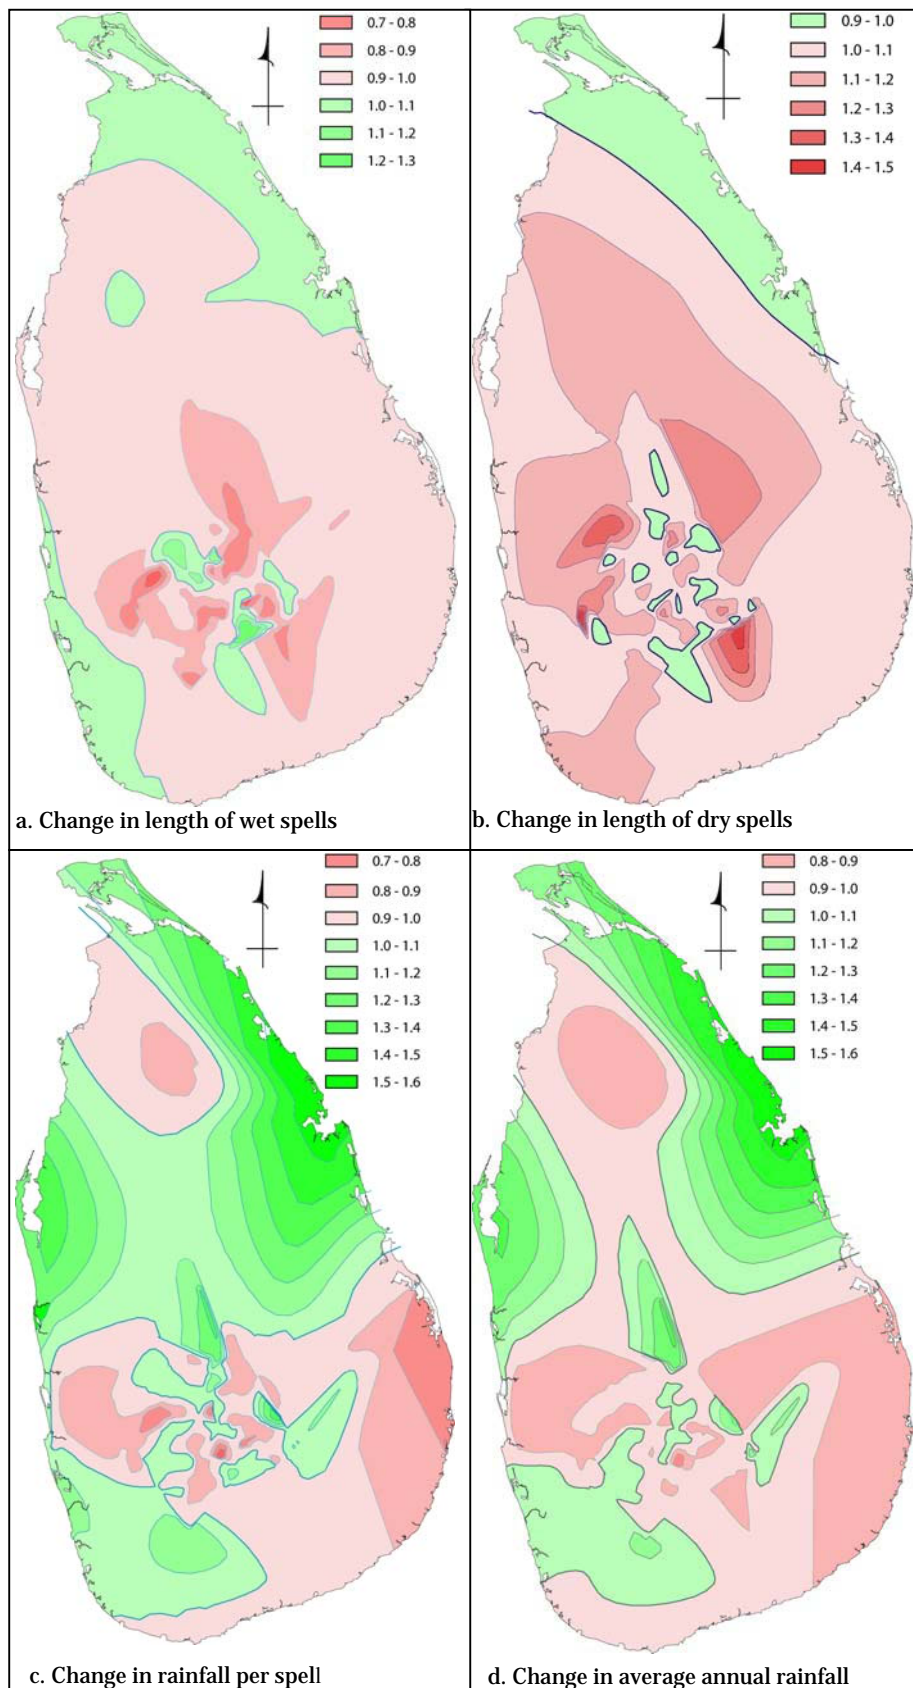 0.7 - 0.8
0.8 - 0.9
0.9 - 1.0
1.0 - 1.1
1.1 - 1.2
1.2 - 1.3
a. Change in length of wet spells
0.9 - 1.0
1.0 - 1.1
1.1 - 1.2
1.2 - 1.3
1.3 - 1.4
1.4 - 1.5
b. Change in length of dry spells
0.7 - 0.8
0.8 - 0.9
0.9 - 1.0
1.0 - 1.1
1.1 - 1.2
1.2 - 1.3
1.3 - 1.4
1.4 - 1.5
1.5 - 1.6
c. Change in rainfall per spell
0.8 - 0.9
0.9 - 1.0
1.0 - 1.1
1.1 - 1.2
1.2 - 1.3
1.3 - 1.4
1.4 - 1.5
1.5 - 1.6
d. Change in average annual rainfall